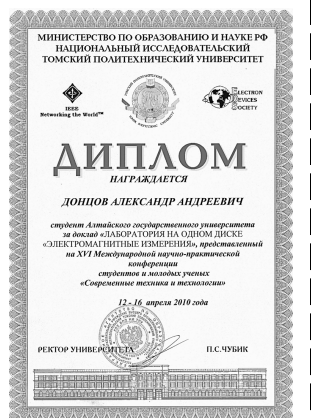 МИНИСТЕРСТВО ПО ОБРАЗОВАНИЮ И НАУКЕ РФ
НАЦИОНАЛЬНЫЙ ИССЛЕДОВАТЕЛЬСКИЙ
ТОМСКИЙ ПОЛИТЕХНИЧЕСКИЙ УНИВЕРСИТЕТ
IEEE
Networking the World™
ELECTRON
DEVICES
SOCIETY
ДИПЛОМ
НАГРАЖДАЕТСЯ
ДОНЦОВ АЛЕКСАНДР АНДРЕЕВИЧ
студент Алтайского государственного университета
за доклад «ЛАБОРАТОРИЯ НА ОДНОМ ДИСКЕ
«ЭЛЕКТРОМАГНИТНЫЕ ИЗМЕРЕНИЯ», представленный
на XVI Международной научно-практической
конференции
студентов и молодых ученых
«Современные техника и технологии»
12 - 16 апреля 2010 года
РЕКТОР УНИВЕРСИТЕТА П.С.ЧУБИК